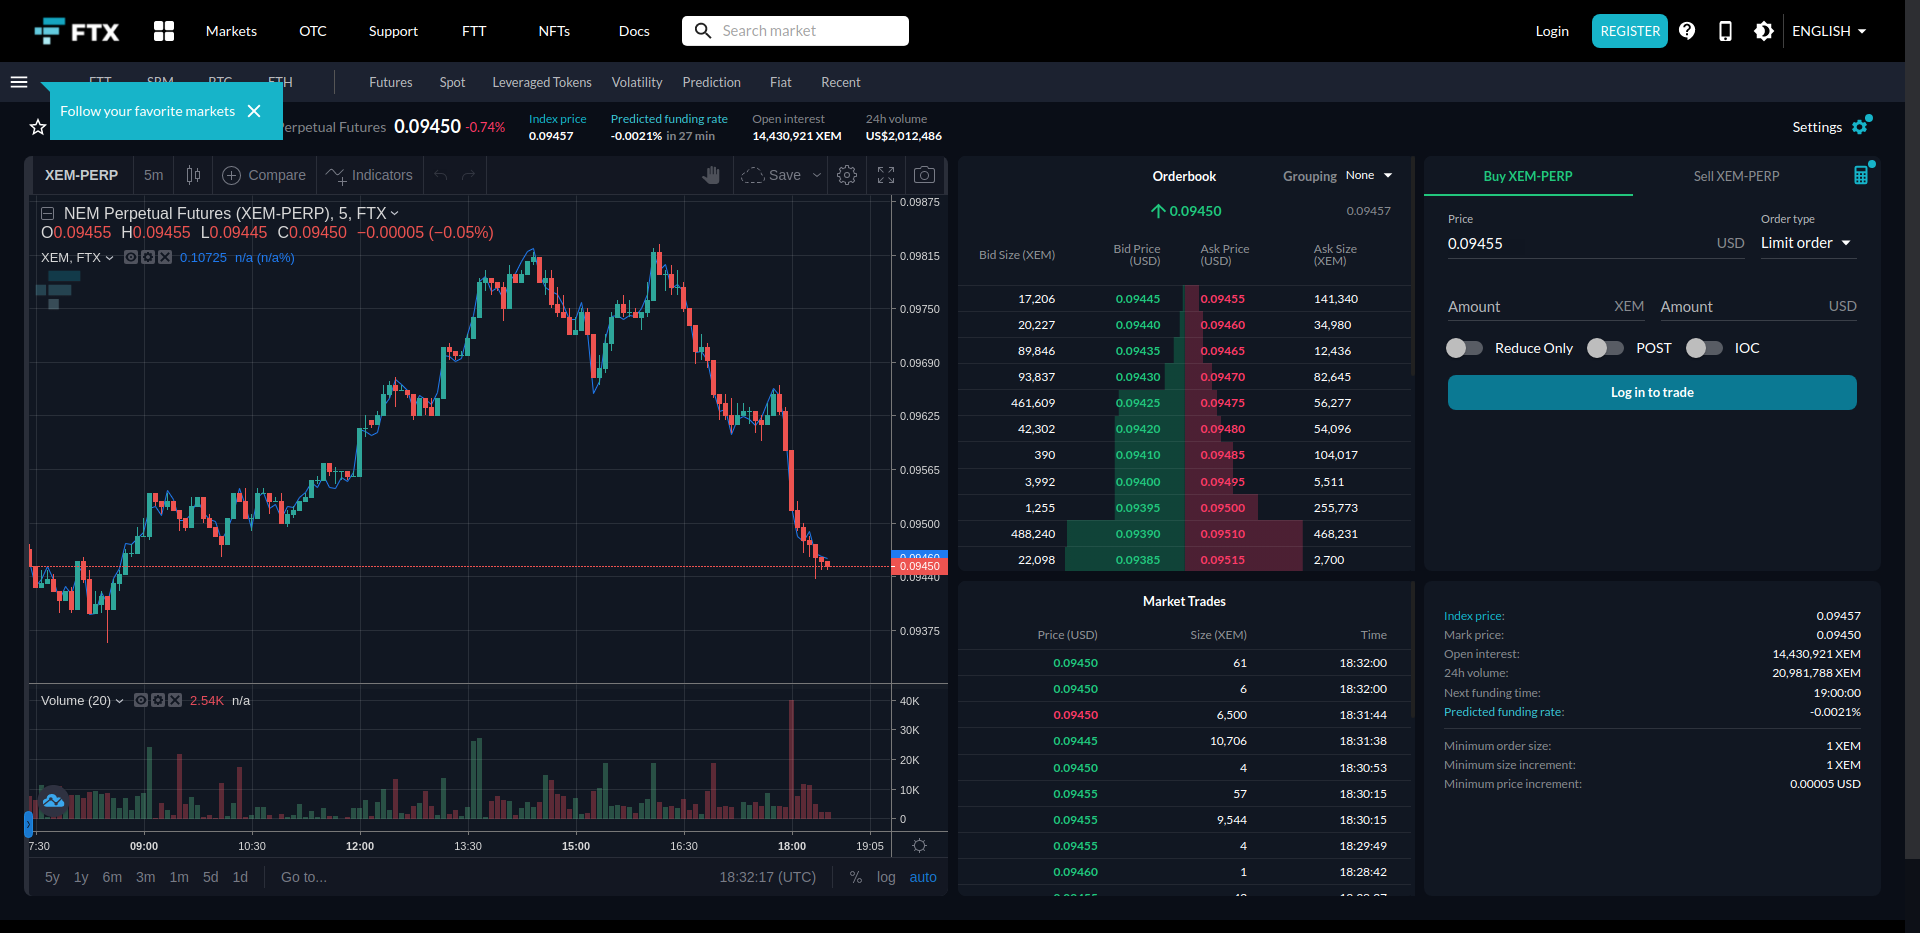 FTX
Markets
OTC
Support
FTT
NFTs
Docs
Search market
Login
REGISTER
ENGLISH
FTT
SRM
BTC
ETH
Futures
Spot
Leveraged Tokens
Volatility
Prediction
Fiat
Recent
Follow your favorite markets
Perpetual Futures
0.09450 -0.74%
Index price
0.09457
Predicted funding rate
-0.0021% in 27 min
Open interest
14,430,921 XEM
24h volume
US$2,012,486
Settings
XEM-PERP
5m
Compare
Indicators
Save
NEM Perpetual Futures (XEM-PERP), 5, FTX
O0.09455 H0.09455 L0.09445 C0.09450 −0.00005 (−0.05%)
XEM, FTX 0.10725 n/a (n/a%)
0.09875
0.09815
0.09750
0.09690
0.09625
0.09565
0.09500
0.09460
0.09450
0.09440
0.09375
Volume (20) 2.54K n/a
40K
30K
20K
10K
0
7:30 09:00 10:30 12:00 13:30 15:00 16:30 18:00 19:05
5y 1y 6m 3m 1m 5d 1d Go to...
18:32:17 (UTC) % log auto
Orderbook
Grouping None
0.09450
0.09457
Bid Size (XEM)
Bid Price (USD)
Ask Price (USD)
Ask Size (XEM)
17,206 0.09445 0.09455 141,340
20,227 0.09440 0.09460 34,980
89,846 0.09435 0.09465 12,436
93,837 0.09430 0.09470 82,645
461,609 0.09425 0.09475 56,277
42,302 0.09420 0.09480 54,096
390 0.09410 0.09485 104,017
3,992 0.09400 0.09495 5,511
1,255 0.09395 0.09500 255,773
488,240 0.09390 0.09510 468,231
22,098 0.09385 0.09515 2,700
Market Trades
Price (USD) Size (XEM) Time
0.09450 61 18:32:00
0.09450 6 18:32:00
0.09450 6,500 18:31:44
0.09445 10,706 18:31:38
0.09450 4 18:30:53
0.09455 57 18:30:15
0.09455 9,544 18:30:15
0.09455 4 18:29:49
0.09460 1 18:28:42
Buy XEM-PERP
Sell XEM-PERP
Price
0.09455 USD
Order type
Limit order
Amount XEM
Amount USD
Reduce Only
POST
IOC
Log in to trade
Index price: 0.09457
Mark price: 0.09450
Open interest: 14,430,921 XEM
24h volume: 20,981,788 XEM
Next funding time: 19:00:00
Predicted funding rate: -0.0021%
Minimum order size: 1 XEM
Minimum size increment: 1 XEM
Minimum price increment: 0.00005 USD